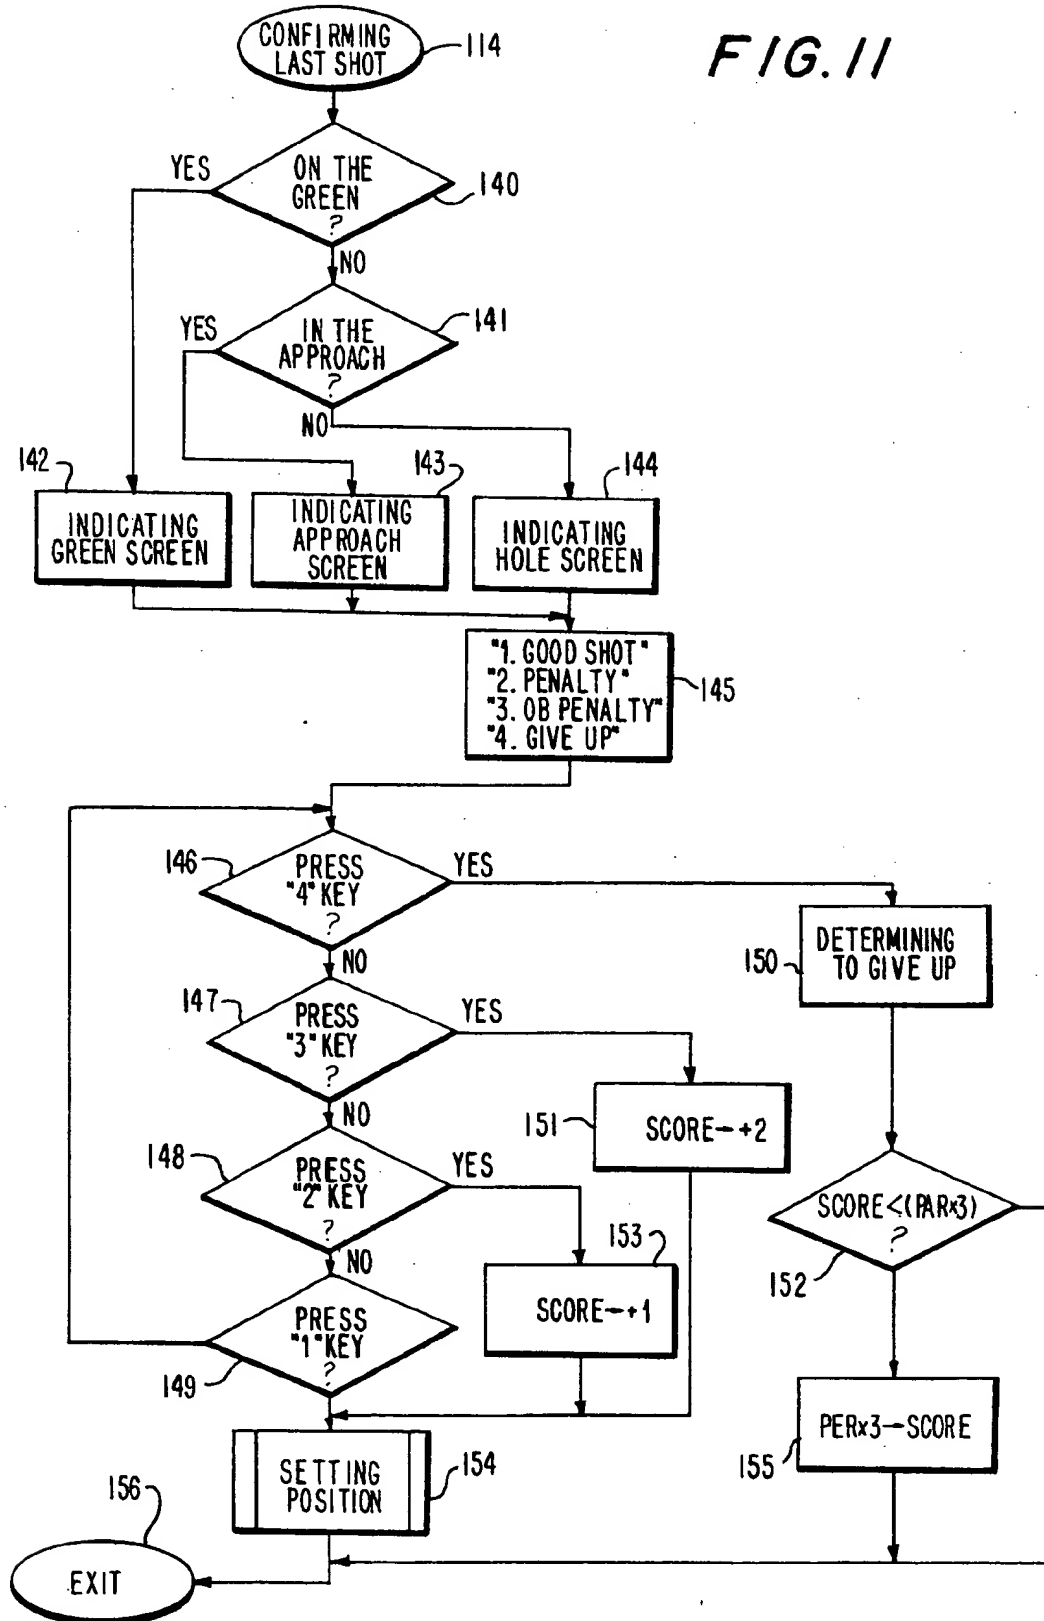 FIG. 11
CONFIRMING
LAST SHOT
114
YES
ON THE
GREEN
?
140
NO
YES
IN THE
APPROACH
?
141
NO
142
INDICATING
GREEN SCREEN
143
INDICATING
APPROACH
SCREEN
144
INDICATING
HOLE SCREEN
"1. GOOD SHOT"
"2. PENALTY"
"3. OB PENALTY"
"4. GIVE UP"
145
146
PRESS
"4" KEY
?
YES
NO
150
DETERMINING
TO GIVE UP
147
PRESS
"3" KEY
?
YES
NO
151
SCORE←+2
148
PRESS
"2" KEY
?
YES
NO
153
SCORE←+1
SCORE<(PAR×3)
?
152
PRESS
"1" KEY
?
149
PER×3→SCORE
155
SETTING
POSITION
154
156
EXIT